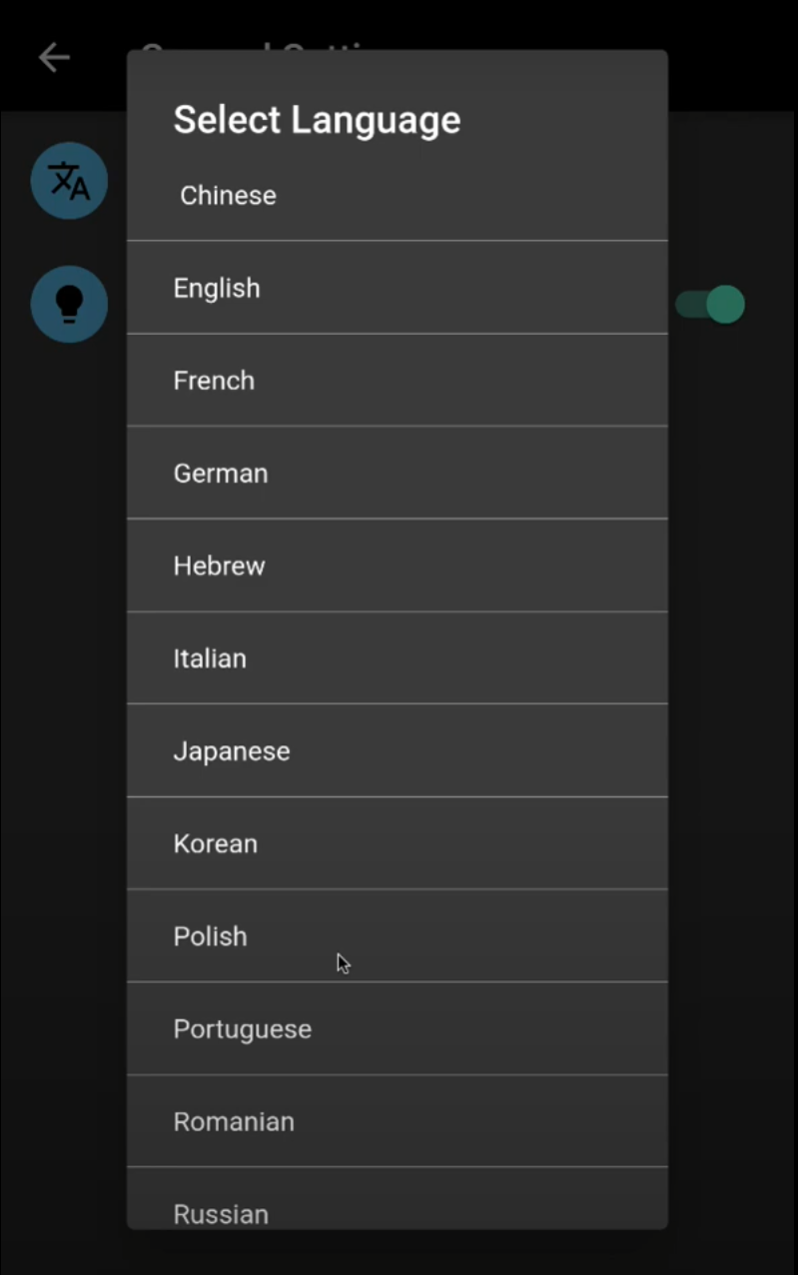 Select Language
Chinese
English
French
German
Hebrew
Italian
Japanese
Korean
Polish
Portuguese
Romanian
Russian